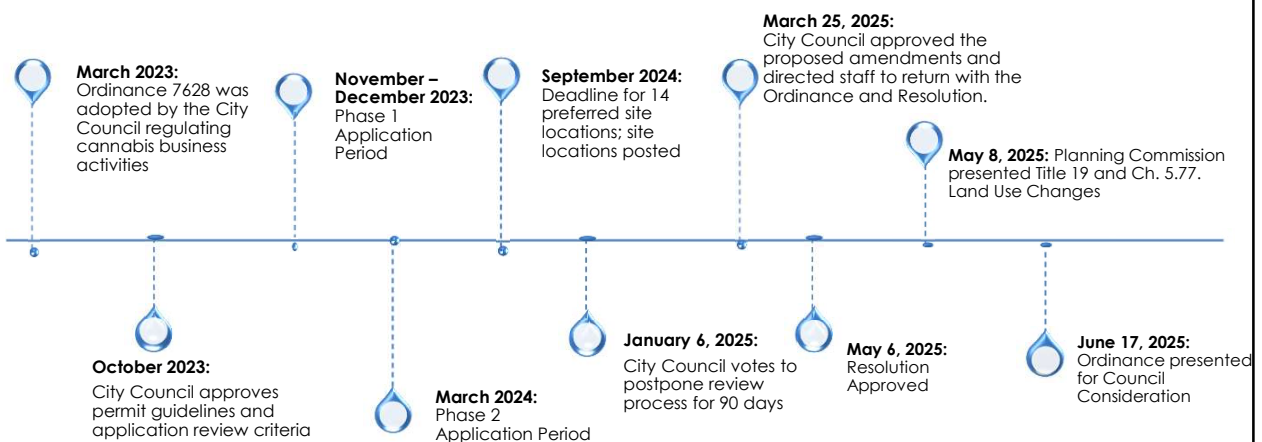 March 2023:
Ordinance 7628 was
adopted by the City
Council regulating
cannabis business
activities
October 2023:
City Council approves
permit guidelines and
application review criteria
November –
December 2023:
Phase 1
Application
Period
March 2024:
Phase 2
Application Period
September 2024:
Deadline for 14
preferred site
locations; site
locations posted
January 6, 2025:
City Council votes to
postpone review
process for 90 days
March 25, 2025:
City Council approved the
proposed amendments and
directed staff to return with the
Ordinance and Resolution.
May 6, 2025:
Resolution
Approved
May 8, 2025: Planning Commission
presented Title 19 and Ch. 5.77.
Land Use Changes
June 17, 2025:
Ordinance presented
for Council
Consideration